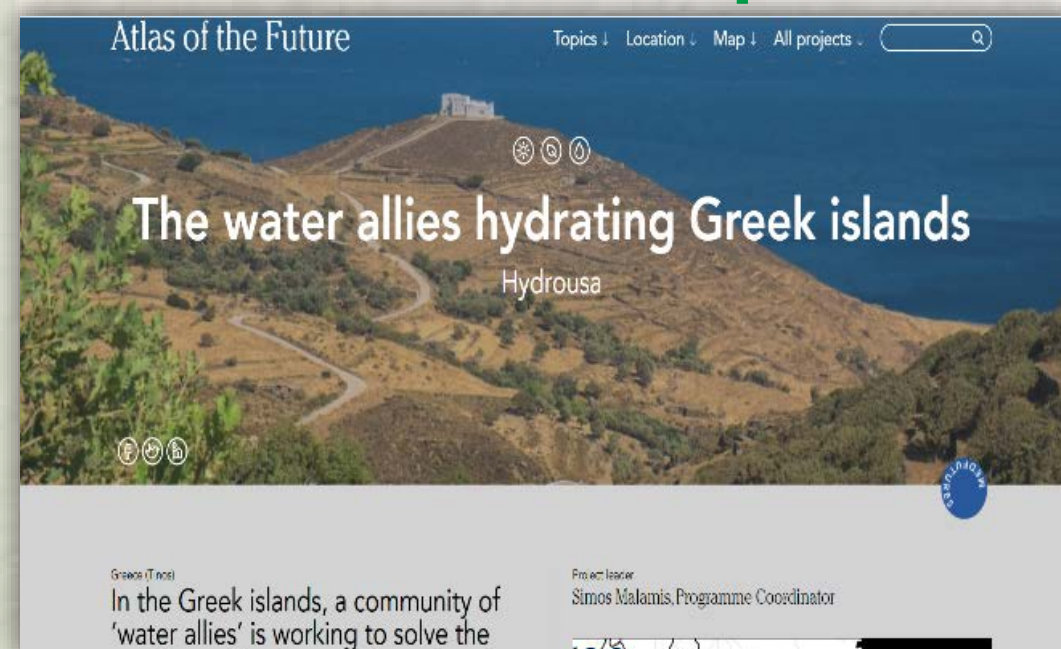 Atlas of the Future
Topics ↓ Location ↓ Map ↓ All projects ↓
The water allies hydrating Greek islands
Hydrousa
MEDFUTURES
Greece (Tinos)
In the Greek islands, a community of
'water allies' is working to solve the
Project leader
Simos Malamis, Programme Coordinator